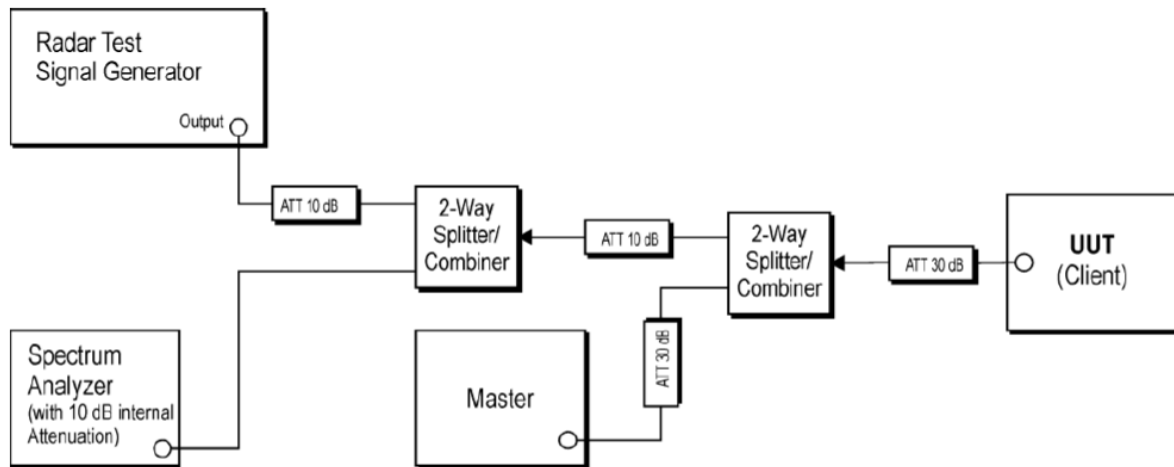 Radar Test
Signal Generator
Output
ATT 10 dB
2-Way
Splitter/
Combiner
ATT 10 dB
2-Way
Splitter/
Combiner
ATT 30 dB
UUT
(Client)
Spectrum
Analyzer
(with 10 dB internal
Attenuation)
Master
ATT 30 dB